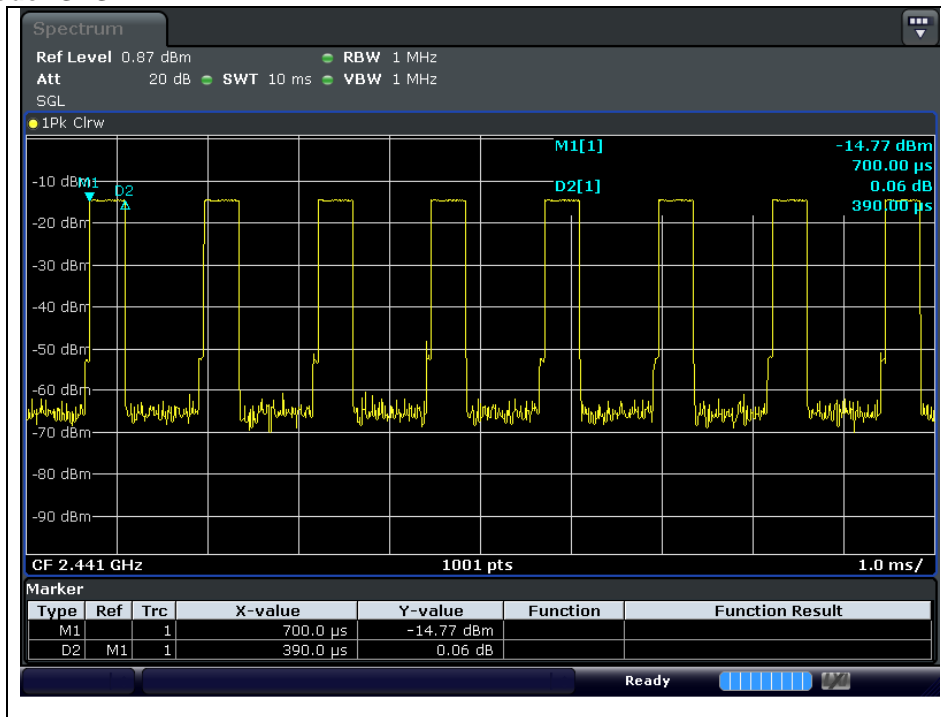 Spectrum
Ref Level 0.87 dBm RBW 1 MHz
Att 20 dB SWT 10 ms VBW 1 MHz
SGL
1Pk Clrw
M1[1] -14.77 dBm
700.00 µs
D2[1] 0.06 dB
390.00 µs
M1
D2
-10 dBm
-20 dBm
-30 dBm
-40 dBm
-50 dBm
-60 dBm
-70 dBm
-80 dBm
-90 dBm
CF 2.441 GHz 1001 pts 1.0 ms/
Marker
Type Ref Trc X-value Y-value Function Function Result
M1 1 700.0 µs -14.77 dBm
D2 M1 1 390.0 µs 0.06 dB
Ready